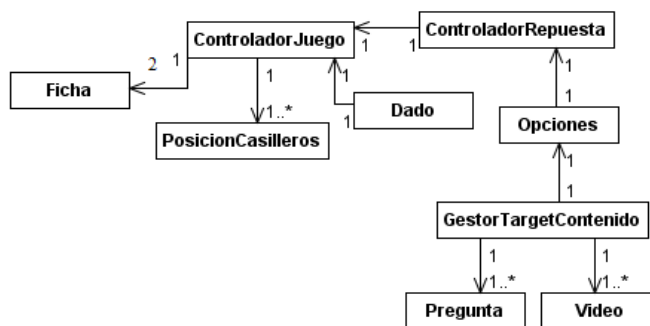 ControladorJuego
ControladorRepuesta
1
1
2
1
1
1
1
Ficha
Dado
1..*
1
1
Opciones
PosicionCasilleros
1
1
GestorTargetContenido
1
1
1..*
1..*
Pregunta
Video